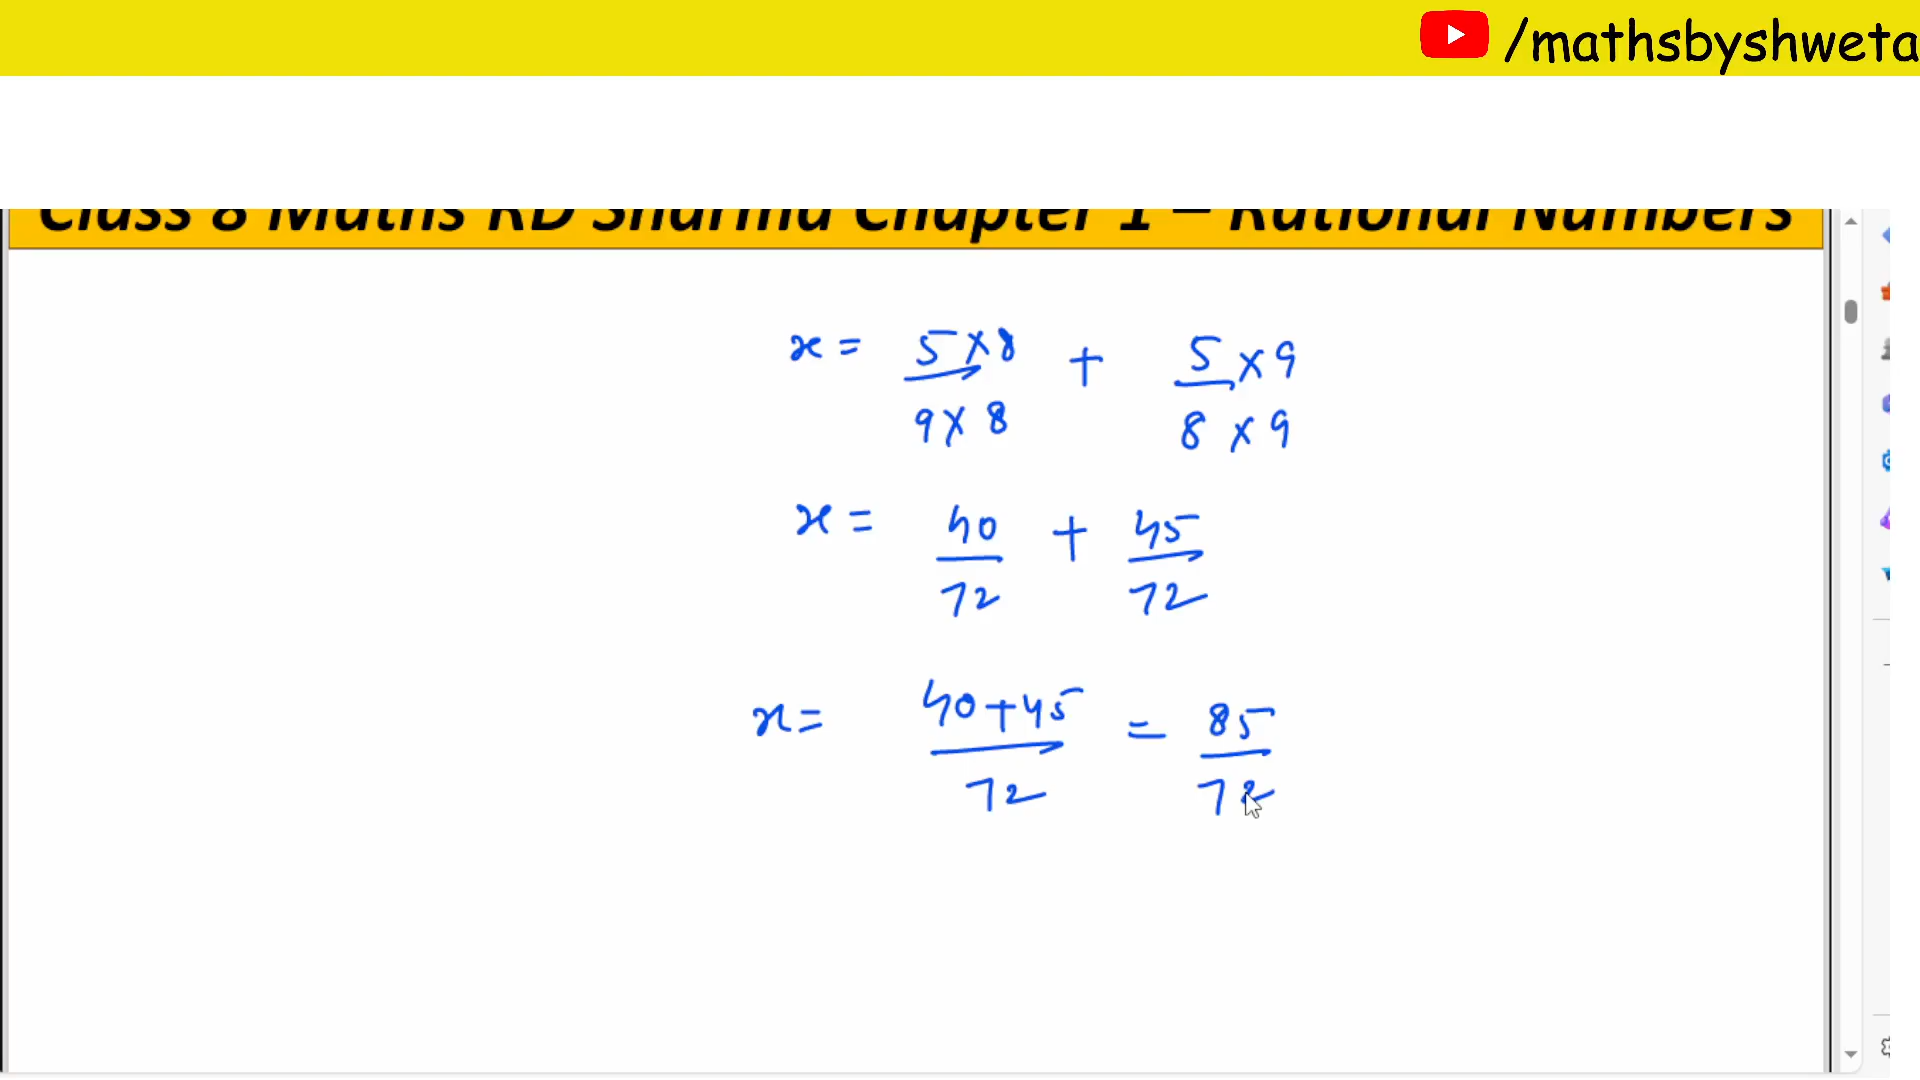 /mathsbyshweta
Class 8 Maths RD Sharma Chapter 1 – Rational Numbers
x = 5×8/9×8 + 5×9/8×9
x = 40/72 + 45/72
x = 40+45/72 = 85/72